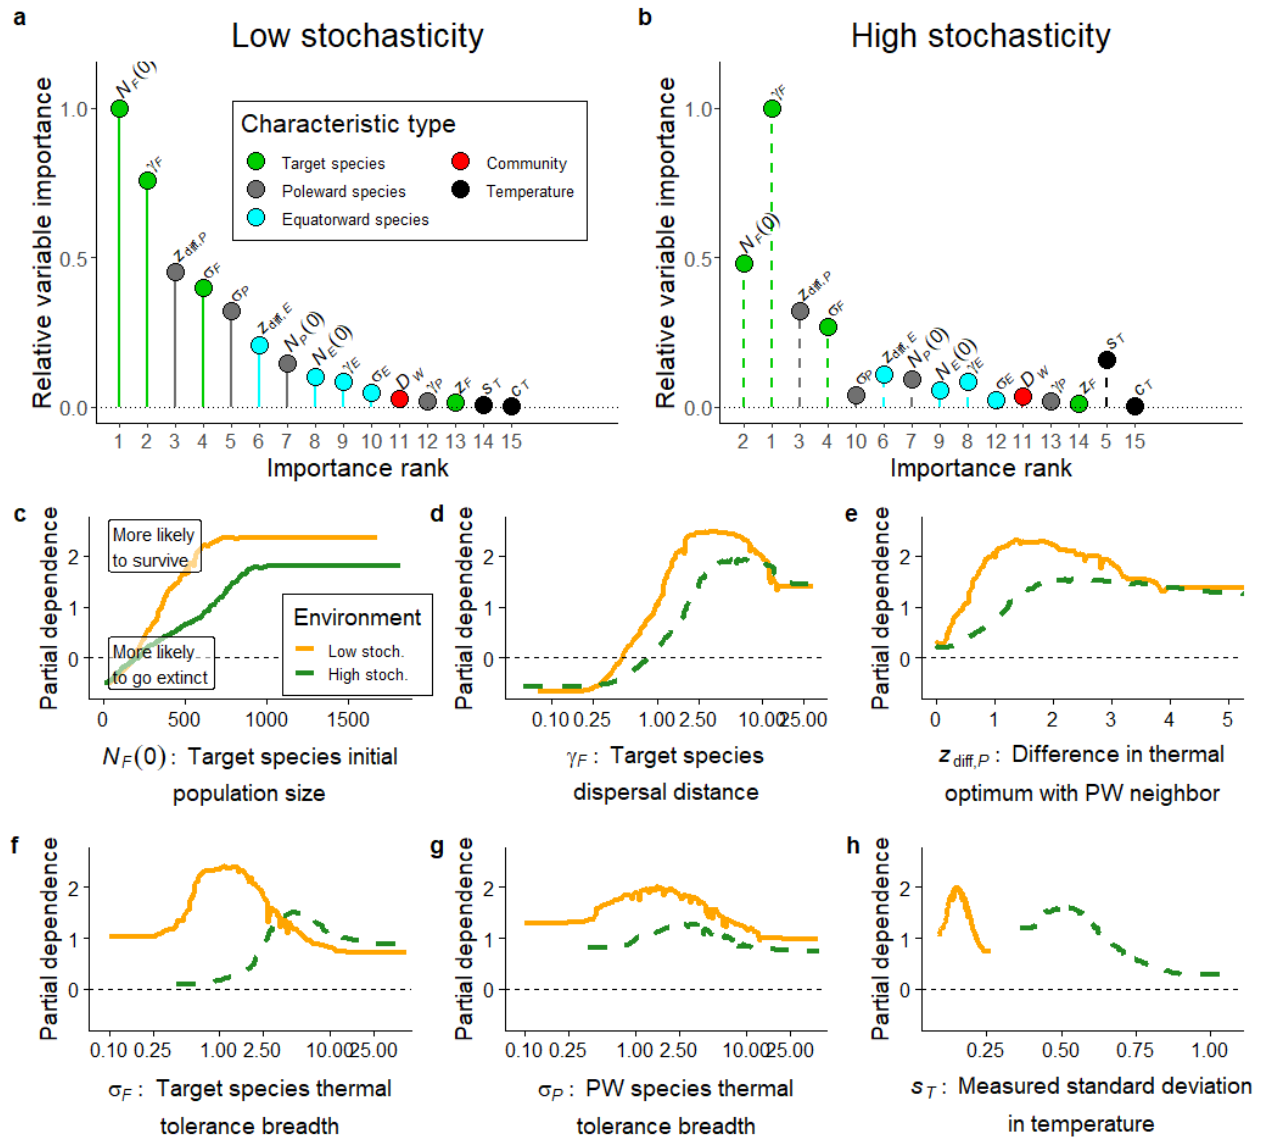 a
Low stochasticity
Relative variable importance
1.0
0.5
0.0
N_F(0)
γ_F
z_diff,P
σ_F
σ_P
z_diff,E
N_P(0)
N_E(0)
γ_E
σ_E
D_W
γ_P
z_F
s_T
c_T
Characteristic type
Target species
Poleward species
Equatorward species
Community
Temperature
1 2 3 4 5 6 7 8 9 10 11 12 13 14 15
Importance rank
b
High stochasticity
Relative variable importance
1.0
0.5
0.0
N_F(0)
γ_F
z_diff,P
σ_F
σ_P
z_diff,E
N_P(0)
N_E(0)
γ_E
σ_E
D_W
γ_P
z_F
s_T
c_T
2 1 3 4 10 6 7 9 8 12 11 13 14 5 15
Importance rank
c
Partial dependence
2
1
0
More likely
to survive
More likely
to go extinct
Environment
Low stoch.
High stoch.
0 500 1000 1500
N_F(0): Target species initial
population size
d
Partial dependence
2
1
0
0.10 0.25 1.00 2.50 10.00 25.00
γ_F: Target species
dispersal distance
e
Partial dependence
2
1
0
0 1 2 3 4 5
z_diff,P: Difference in thermal
optimum with PW neighbor
f
Partial dependence
2
1
0
0.10 0.25 1.00 2.50 10.00 25.00
σ_F: Target species thermal
tolerance breadth
g
Partial dependence
2
1
0
0.10 0.25 1.00 2.50 10.00 25.00
σ_P: PW species thermal
tolerance breadth
h
Partial dependence
2
1
0
0.25 0.50 0.75 1.00
s_T: Measured standard deviation
in temperature